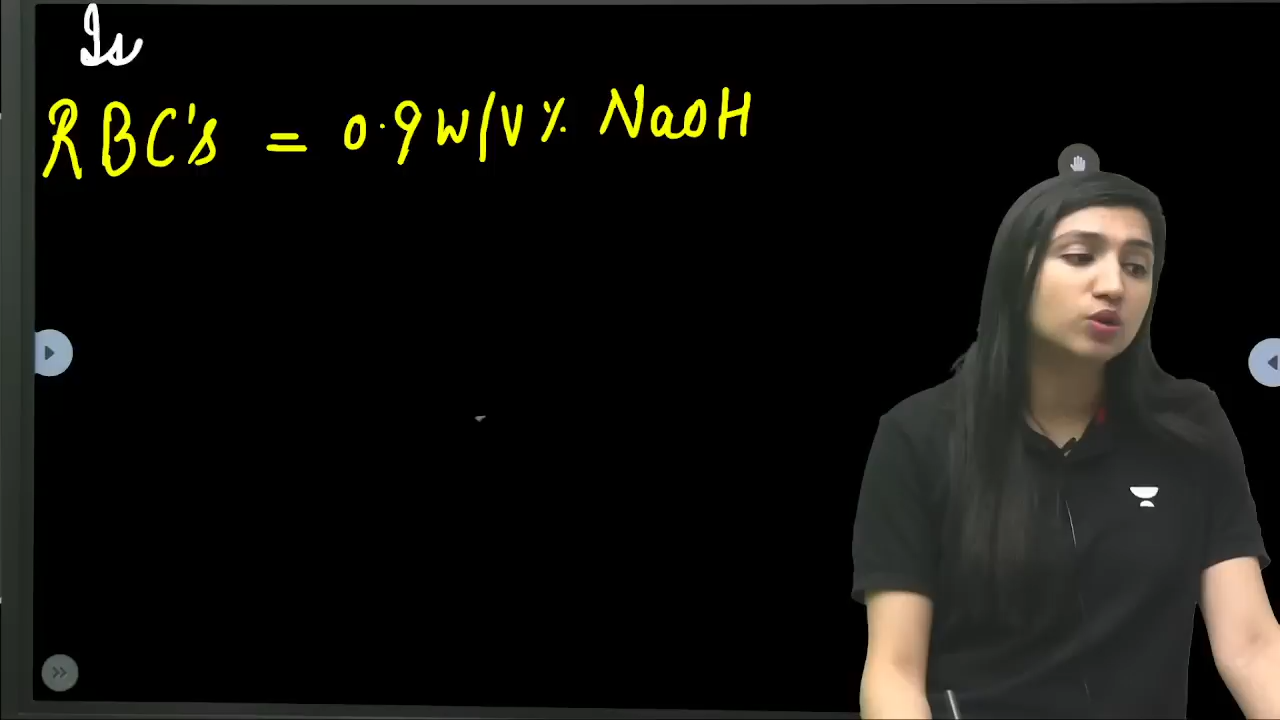 Is
RBC's = 0.9 W/V % NaOH